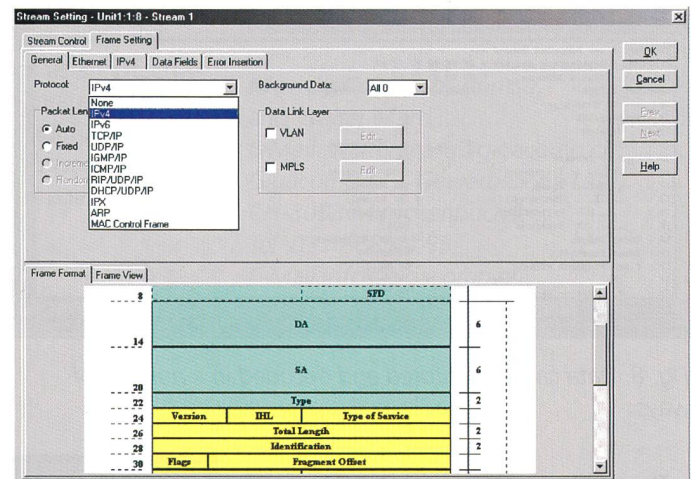 Stream Setting - Unit1:1:8 - Stream 1
Stream Control Frame Setting
General Ethernet IPv4 Data Fields Error Insertion
Protocol: IPv4
Background Data: All 0
None
IPv4
IPv6
TCP/IP
UDP/IP
IGMP/IP
ICMP/IP
RIP/UDP/IP
DHCP/UDP/IP
IPX
ARP
MAC Control Frame
Packet Len
Auto
Fixed
Increme
Random
Data Link Layer
VLAN Edit...
MPLS Edit...
OK
Cancel
Prev
Next
Help
Frame Format Frame View
8 SFD
DA 6
14
SA 6
20
Type 2
22
Version IHL Type of Service
24
Total Length 2
26
Identification 2
28
Flags Fragment Offset
30